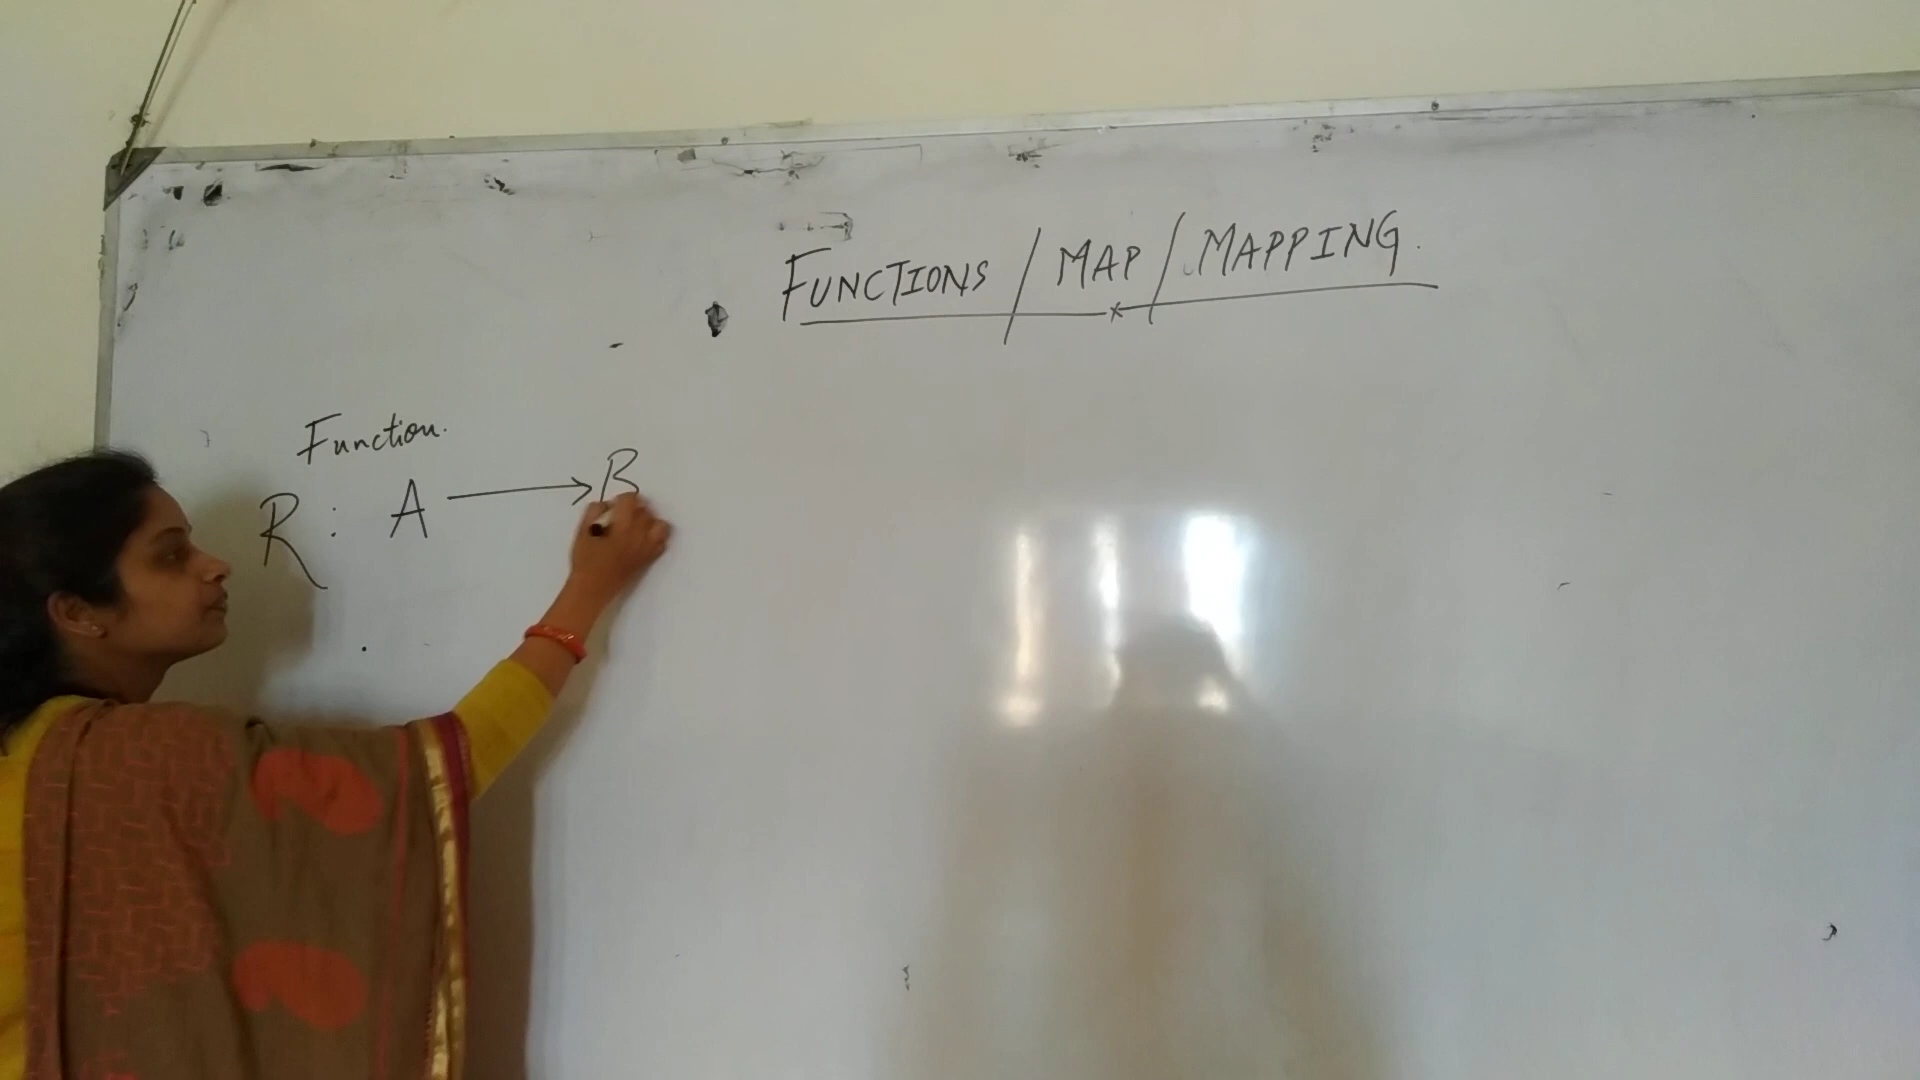 FUNCTIONS / MAP / MAPPING.
Function.
R : A → B